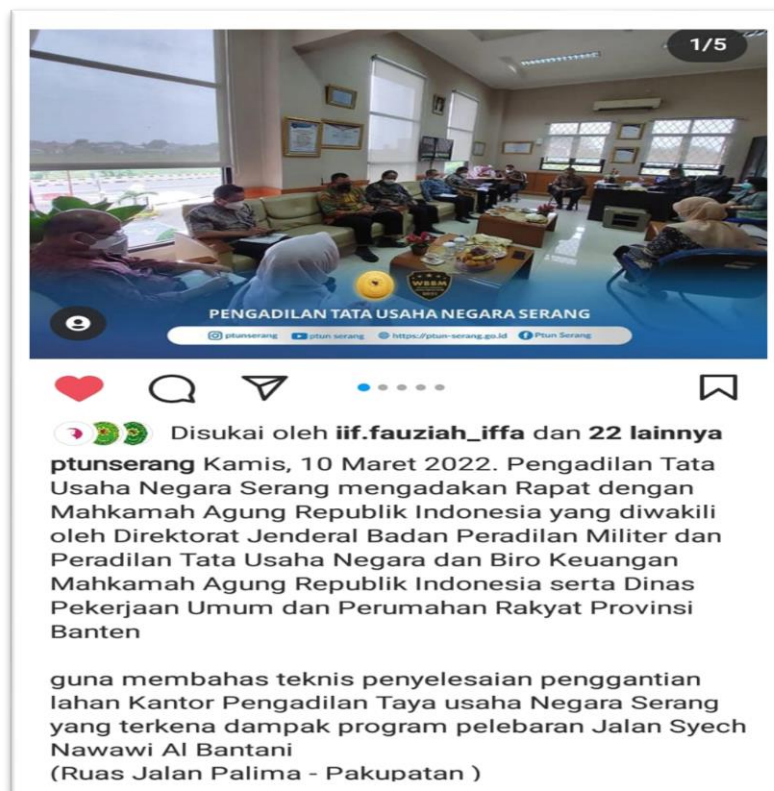 1/5
WBBM
PENGADILAN TATA USAHA NEGARA SERANG
ptunserang ptun serang https://ptun-serang.go.id Ptun Serang
Disukai oleh iif.fauziah_iffa dan 22 lainnya
ptunserang Kamis, 10 Maret 2022. Pengadilan Tata
Usaha Negara Serang mengadakan Rapat dengan
Mahkamah Agung Republik Indonesia yang diwakili
oleh Direktorat Jenderal Badan Peradilan Militer dan
Peradilan Tata Usaha Negara dan Biro Keuangan
Mahkamah Agung Republik Indonesia serta Dinas
Pekerjaan Umum dan Perumahan Rakyat Provinsi
Banten
guna membahas teknis penyelesaian penggantian
lahan Kantor Pengadilan Taya usaha Negara Serang
yang terkena dampak program pelebaran Jalan Syech
Nawawi Al Bantani
(Ruas Jalan Palima - Pakupatan )